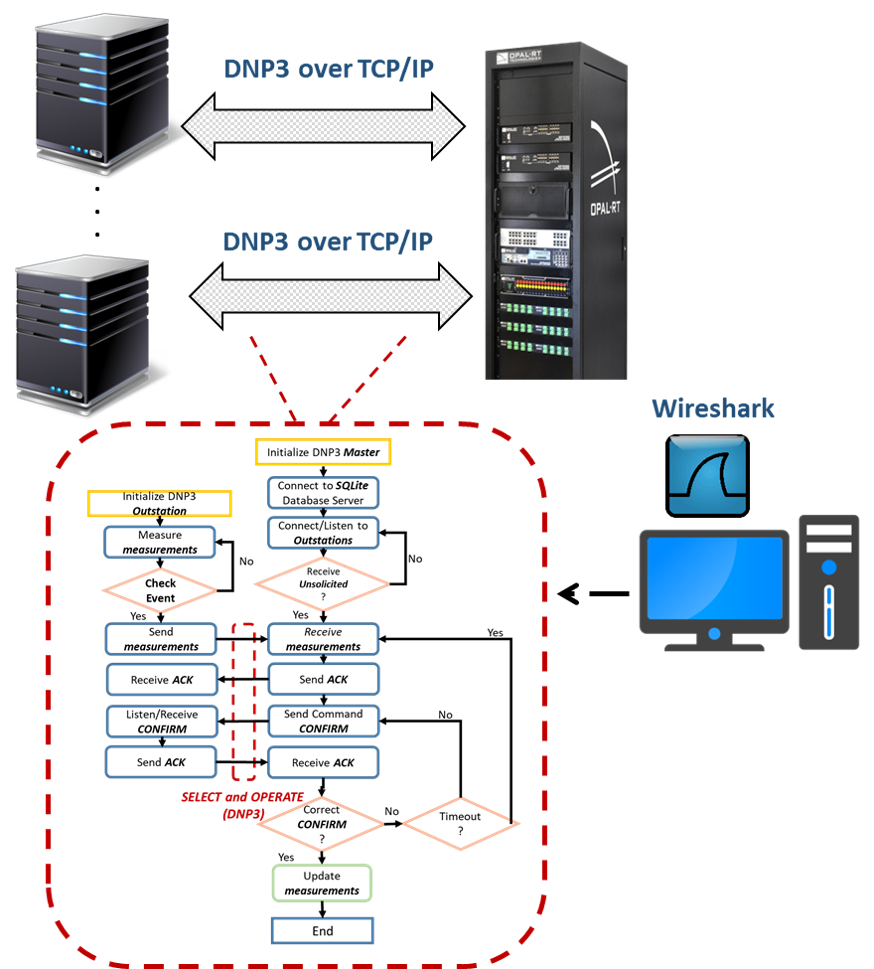 DNP3 over TCP/IP
OPAL-RT
TECHNOLOGIES
OPAL-RT
DNP3 over TCP/IP
Wireshark
Initialize DNP3 Master
Connect to SQLite
Database Server
Initialize DNP3
Outstation
Connect/Listen to
Outstations
Measure
measurements
No
No
Receive
Unsolicited
?
Check
Event
Yes
Yes
Yes
Send
measurements
Receive
measurements
Receive ACK
Send ACK
Listen/Receive
CONFIRM
Send Command
CONFIRM
No
Send ACK
Receive ACK
SELECT and OPERATE
(DNP3)
Correct
CONFIRM
?
No
Timeout
?
Yes
Update
measurements
End